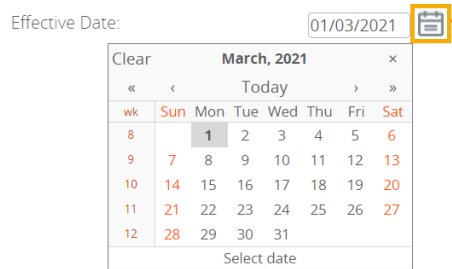 Effective Date: 01/03/2021
Clear March, 2021 ×
« ‹ Today › »
wk Sun Mon Tue Wed Thu Fri Sat
8 1 2 3 4 5 6
9 7 8 9 10 11 12 13
10 14 15 16 17 18 19 20
11 21 22 23 24 25 26 27
12 28 29 30 31
Select date